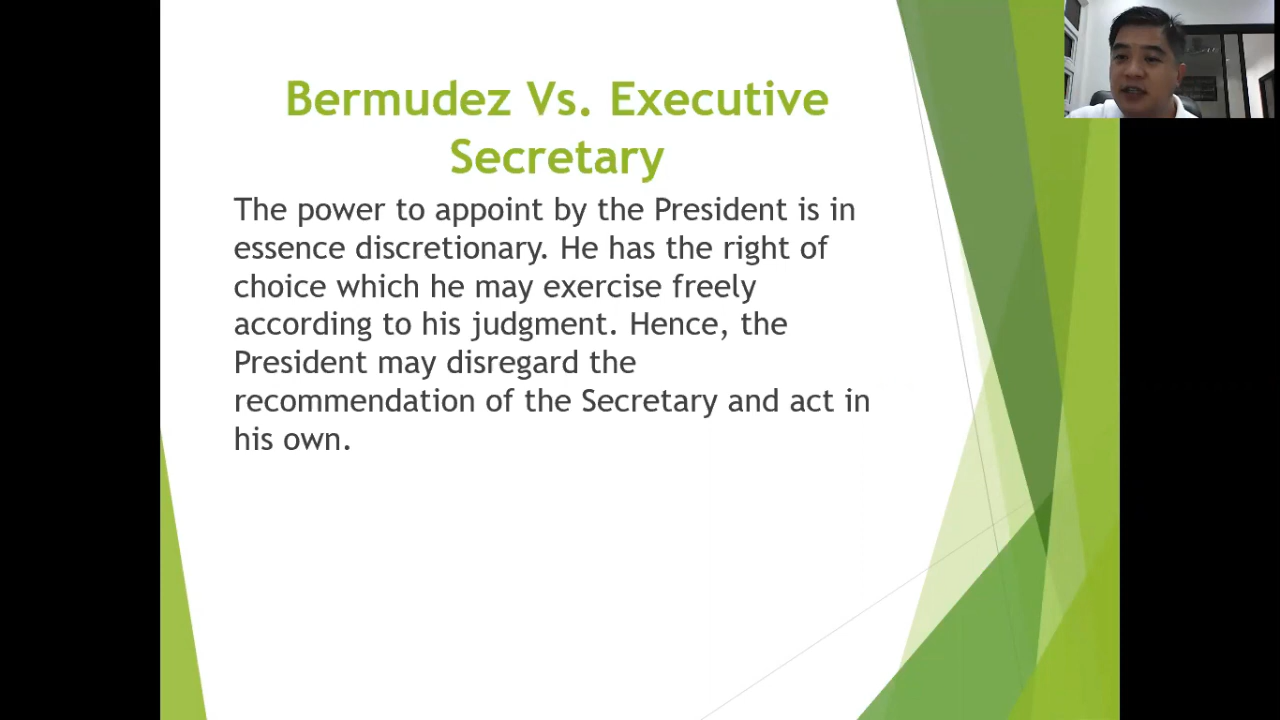 Bermudez Vs. Executive
Secretary
The power to appoint by the President is in
essence discretionary. He has the right of
choice which he may exercise freely
according to his judgment. Hence, the
President may disregard the
recommendation of the Secretary and act in
his own.